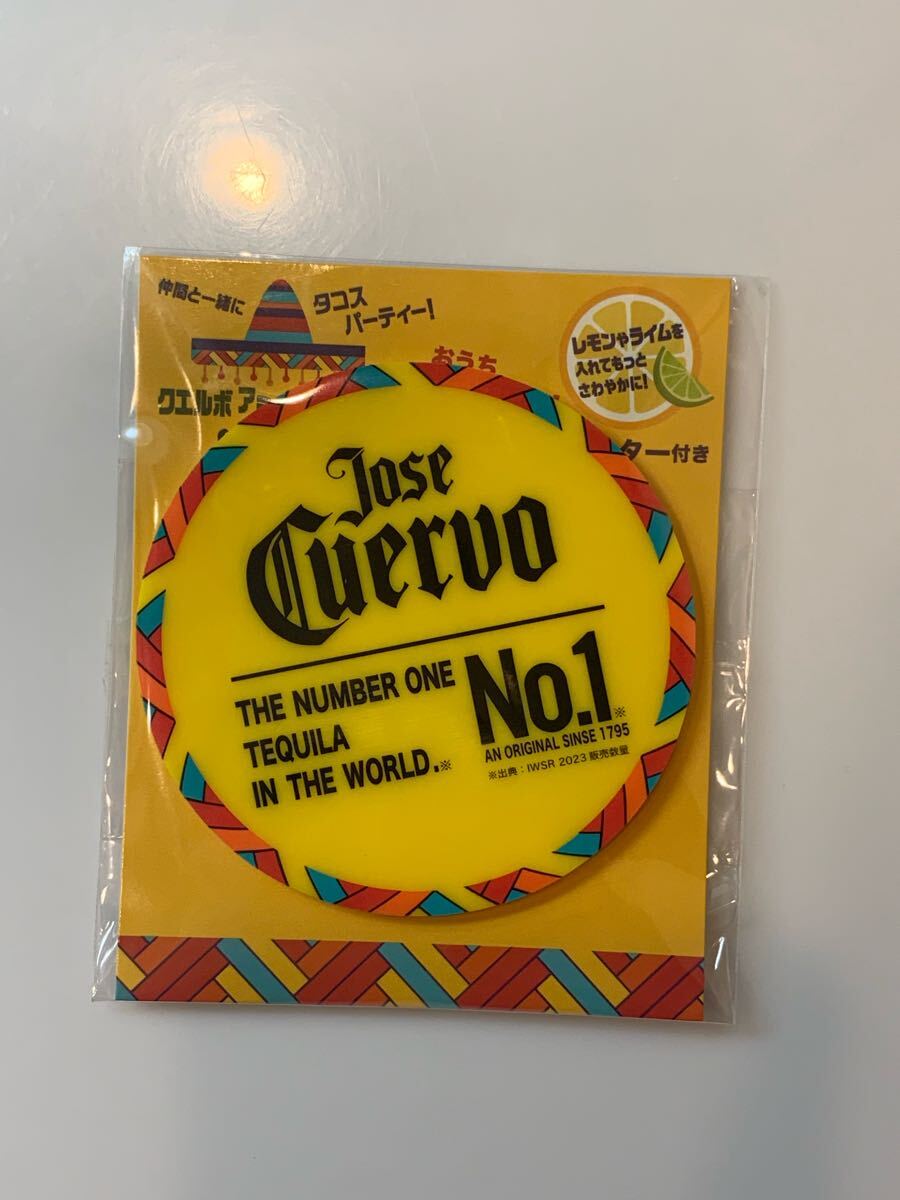 仲間と一緒に
タコス
パーティー!
レモンやライムを
入れてもっと
さわやかに!
おうち
クエルボ
ター付き
Jose
Cuervo
THE NUMBER ONE
TEQUILA
IN THE WORLD.※
No.1※
AN ORIGINAL SINSE 1795
※出典:IWSR 2023 販売数量